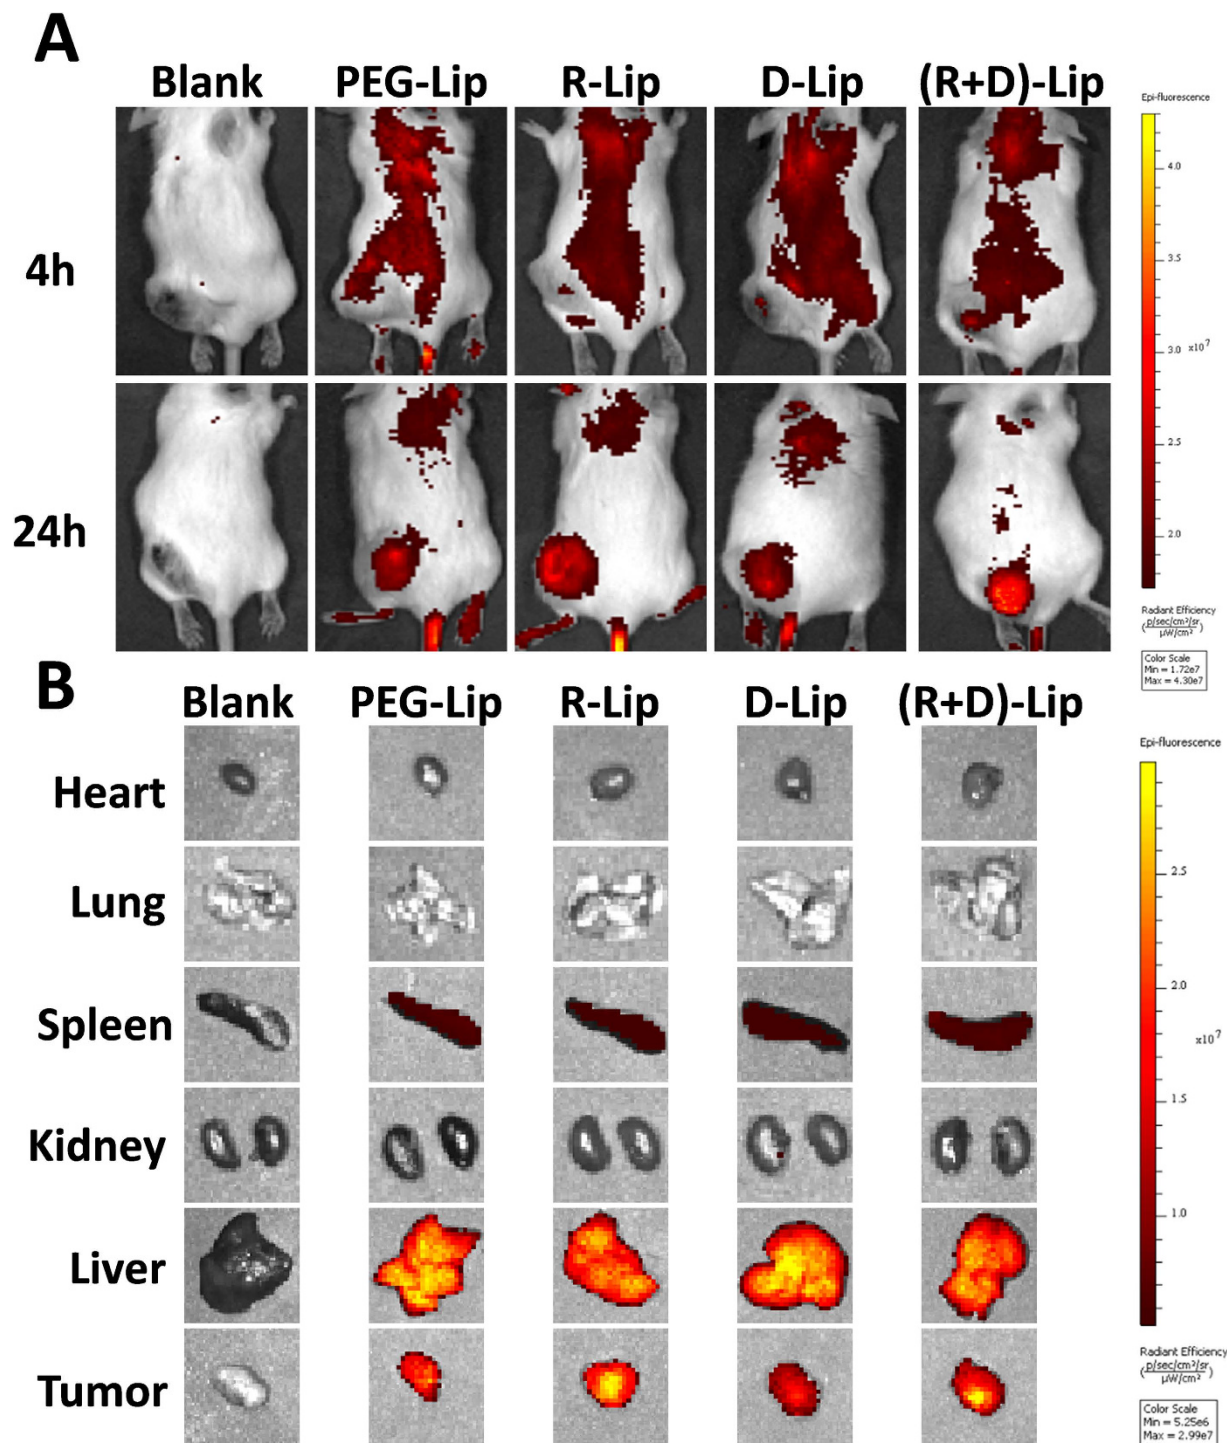 A
Blank PEG-Lip R-Lip D-Lip (R+D)-Lip
Epi-fluorescence
4.0
3.5
3.0 x10⁷
2.5
2.0
Radiant Efficiency
(p/sec/cm²/sr
µW/cm²)
Color Scale
Min = 1.72e7
Max = 4.30e7
4h
24h
B
Blank PEG-Lip R-Lip D-Lip (R+D)-Lip
Epi-fluorescence
2.5
2.0
x10⁷
1.5
1.0
Radiant Efficiency
(p/sec/cm²/sr
µW/cm²)
Color Scale
Min = 5.25e6
Max = 2.99e7
Heart
Lung
Spleen
Kidney
Liver
Tumor